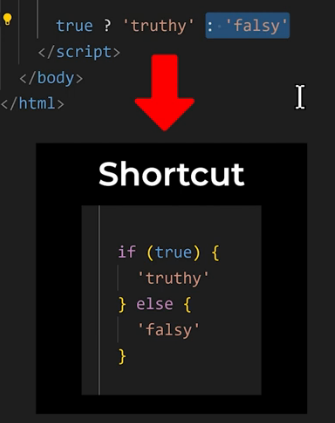 true ? 'truthy' : 'falsy'
</script>
</body>
</html>
Shortcut
if (true) {
'truthy'
} else {
'falsy'
}